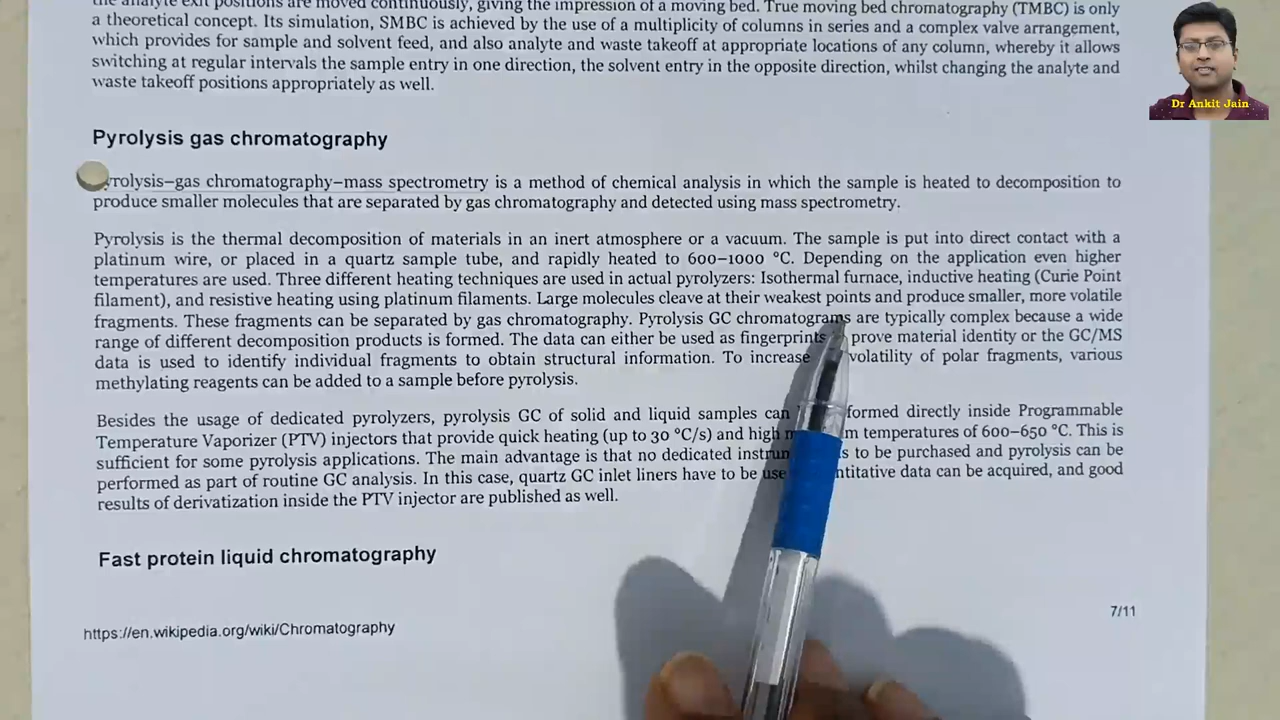 the analyte exit positions are moved continuously, giving the impression of a moving bed. True moving bed chromatography (TMBC) is only
a theoretical concept. Its simulation, SMBC is achieved by the use of a multiplicity of columns in series and a complex valve arrangement,
which provides for sample and solvent feed, and also analyte and waste takeoff at appropriate locations of any column, whereby it allows
switching at regular intervals the sample entry in one direction, the solvent entry in the opposite direction, whilst changing the analyte and
waste takeoff positions appropriately as well.
Dr Ankit Jain
Pyrolysis gas chromatography
yrolysis–gas chromatography–mass spectrometry is a method of chemical analysis in which the sample is heated to decomposition to
produce smaller molecules that are separated by gas chromatography and detected using mass spectrometry.
Pyrolysis is the thermal decomposition of materials in an inert atmosphere or a vacuum. The sample is put into direct contact with a
platinum wire, or placed in a quartz sample tube, and rapidly heated to 600–1000 °C. Depending on the application even higher
temperatures are used. Three different heating techniques are used in actual pyrolyzers: Isothermal furnace, inductive heating (Curie Point
filament), and resistive heating using platinum filaments. Large molecules cleave at their weakest points and produce smaller, more volatile
fragments. These fragments can be separated by gas chromatography. Pyrolysis GC chromatograms are typically complex because a wide
range of different decomposition products is formed. The data can either be used as fingerprints prove material identity or the GC/MS
data is used to identify individual fragments to obtain structural information. To increase volatility of polar fragments, various
methylating reagents can be added to a sample before pyrolysis.
Besides the usage of dedicated pyrolyzers, pyrolysis GC of solid and liquid samples can formed directly inside Programmable
Temperature Vaporizer (PTV) injectors that provide quick heating (up to 30 °C/s) and high temperatures of 600–650 °C. This is
sufficient for some pyrolysis applications. The main advantage is that no dedicated instrun s to be purchased and pyrolysis can be
performed as part of routine GC analysis. In this case, quartz GC inlet liners have to be use ntitative data can be acquired, and good
results of derivatization inside the PTV injector are published as well.
Fast protein liquid chromatography
https://en.wikipedia.org/wiki/Chromatography
7/11